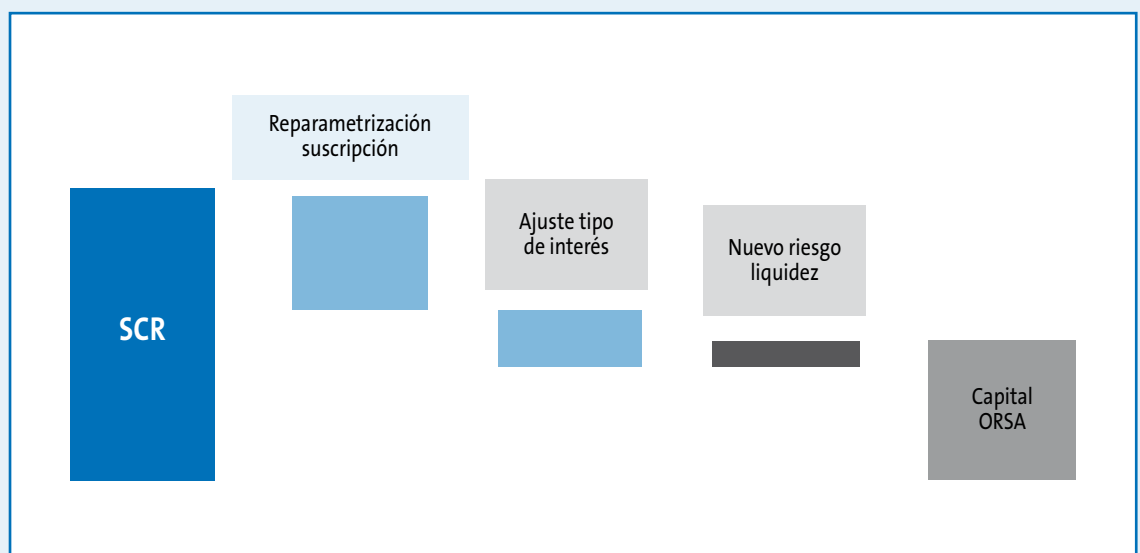 Reparametrización
suscripción
Ajuste tipo
de interés
Nuevo riesgo
liquidez
SCR
Capital
ORSA